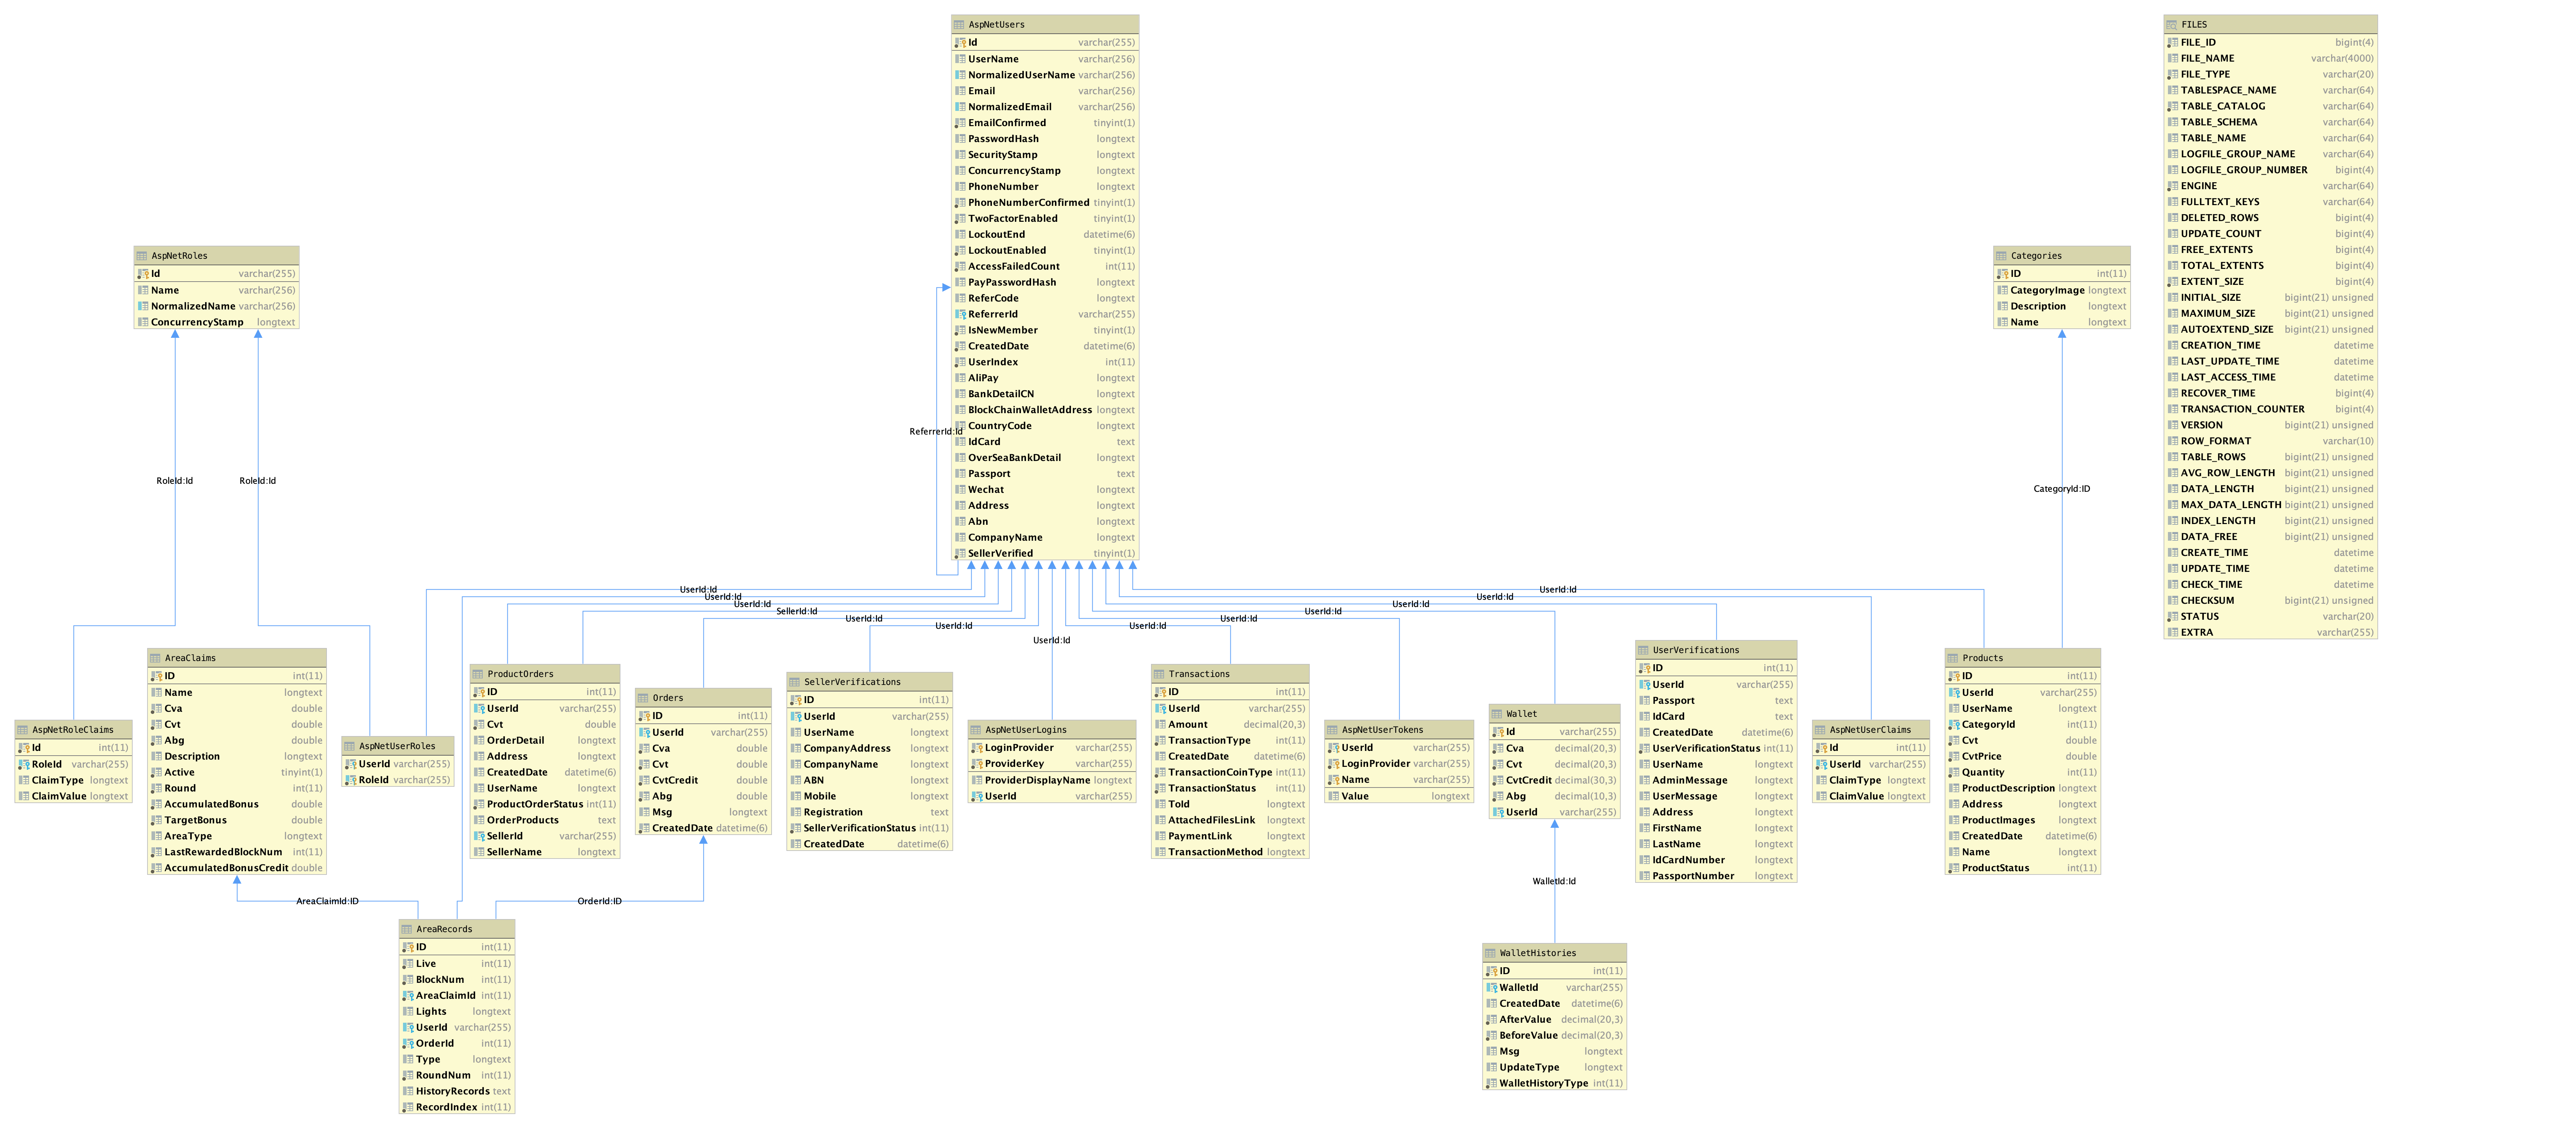 AspNetUsers
Id varchar(255)
UserName varchar(256)
NormalizedUserName varchar(256)
Email varchar(256)
NormalizedEmail varchar(256)
EmailConfirmed tinyint(1)
PasswordHash longtext
SecurityStamp longtext
ConcurrencyStamp longtext
PhoneNumber longtext
PhoneNumberConfirmed tinyint(1)
TwoFactorEnabled tinyint(1)
LockoutEnd datetime(6)
LockoutEnabled tinyint(1)
AccessFailedCount int(11)
PayPasswordHash longtext
ReferCode longtext
ReferrerId varchar(255)
IsNewMember tinyint(1)
CreatedDate datetime(6)
UserIndex int(11)
AliPay longtext
BankDetailCN longtext
BlockChainWalletAddress longtext
CountryCode longtext
IdCard text
OverSeaBankDetail longtext
Passport text
Wechat longtext
Address longtext
Abn longtext
CompanyName longtext
SellerVerified tinyint(1)
ReferrerId:Id
FILES
FILE_ID bigint(4)
FILE_NAME varchar(4000)
FILE_TYPE varchar(20)
TABLESPACE_NAME varchar(64)
TABLE_CATALOG varchar(64)
TABLE_SCHEMA varchar(64)
TABLE_NAME varchar(64)
LOGFILE_GROUP_NAME varchar(64)
LOGFILE_GROUP_NUMBER bigint(4)
ENGINE varchar(64)
FULLTEXT_KEYS varchar(64)
DELETED_ROWS bigint(4)
UPDATE_COUNT bigint(4)
FREE_EXTENTS bigint(4)
TOTAL_EXTENTS bigint(4)
EXTENT_SIZE bigint(4)
INITIAL_SIZE bigint(21) unsigned
MAXIMUM_SIZE bigint(21) unsigned
AUTOEXTEND_SIZE bigint(21) unsigned
CREATION_TIME datetime
LAST_UPDATE_TIME datetime
LAST_ACCESS_TIME datetime
RECOVER_TIME bigint(4)
TRANSACTION_COUNTER bigint(4)
VERSION bigint(21) unsigned
ROW_FORMAT varchar(10)
TABLE_ROWS bigint(21) unsigned
AVG_ROW_LENGTH bigint(21) unsigned
DATA_LENGTH bigint(21) unsigned
MAX_DATA_LENGTH bigint(21) unsigned
INDEX_LENGTH bigint(21) unsigned
DATA_FREE bigint(21) unsigned
CREATE_TIME datetime
UPDATE_TIME datetime
CHECK_TIME datetime
CHECKSUM bigint(21) unsigned
STATUS varchar(20)
EXTRA varchar(255)
AspNetRoles
Id varchar(255)
Name varchar(256)
NormalizedName varchar(256)
ConcurrencyStamp longtext
RoleId:Id
RoleId:Id
Categories
ID int(11)
CategoryImage longtext
Description longtext
Name longtext
CategoryId:ID
UserId:Id
UserId:Id
UserId:Id
SellerId:Id
UserId:Id
UserId:Id
UserId:Id
UserId:Id
UserId:Id
UserId:Id
UserId:Id
UserId:Id
UserId:Id
AspNetRoleClaims
Id int(11)
RoleId varchar(255)
ClaimType longtext
ClaimValue longtext
AreaClaims
ID int(11)
Name longtext
Cva double
Cvt double
Abg double
Description longtext
Active tinyint(1)
Round int(11)
AccumulatedBonus double
TargetBonus double
AreaType longtext
LastRewardedBlockNum int(11)
AccumulatedBonusCredit double
AspNetUserRoles
UserId varchar(255)
RoleId varchar(255)
ProductOrders
ID int(11)
UserId varchar(255)
Cvt double
OrderDetail longtext
Address longtext
CreatedDate datetime(6)
UserName longtext
ProductOrderStatus int(11)
OrderProducts text
SellerId varchar(255)
SellerName longtext
Orders
ID int(11)
UserId varchar(255)
Cva double
Cvt double
CvtCredit double
Abg double
Msg longtext
CreatedDate datetime(6)
SellerVerifications
ID int(11)
UserId varchar(255)
UserName longtext
CompanyAddress longtext
CompanyName longtext
ABN longtext
Mobile longtext
Registration text
SellerVerificationStatus int(11)
CreatedDate datetime(6)
AspNetUserLogins
LoginProvider varchar(255)
ProviderKey varchar(255)
ProviderDisplayName longtext
UserId varchar(255)
Transactions
ID int(11)
UserId varchar(255)
Amount decimal(20,3)
TransactionType int(11)
CreatedDate datetime(6)
TransactionCoinType int(11)
TransactionStatus int(11)
ToId longtext
AttachedFilesLink longtext
PaymentLink longtext
TransactionMethod longtext
AspNetUserTokens
UserId varchar(255)
LoginProvider varchar(255)
Name varchar(255)
Value longtext
Wallet
Id varchar(255)
Cva decimal(20,3)
Cvt decimal(20,3)
CvtCredit decimal(30,3)
Abg decimal(10,3)
UserId varchar(255)
UserVerifications
ID int(11)
UserId varchar(255)
Passport text
IdCard text
CreatedDate datetime(6)
UserVerificationStatus int(11)
UserName longtext
AdminMessage longtext
UserMessage longtext
Address longtext
FirstName longtext
LastName longtext
IdCardNumber longtext
PassportNumber longtext
AspNetUserClaims
Id int(11)
UserId varchar(255)
ClaimType longtext
ClaimValue longtext
Products
ID int(11)
UserId varchar(255)
UserName longtext
CategoryId int(11)
Cvt double
CvtPrice double
Quantity int(11)
ProductDescription longtext
Address longtext
ProductImages longtext
CreatedDate datetime(6)
Name longtext
ProductStatus int(11)
AreaClaimId:ID
OrderId:ID
WalletId:Id
AreaRecords
ID int(11)
Live int(11)
BlockNum int(11)
AreaClaimId int(11)
Lights longtext
UserId varchar(255)
OrderId int(11)
Type longtext
RoundNum int(11)
HistoryRecords text
RecordIndex int(11)
WalletHistories
ID int(11)
WalletId varchar(255)
CreatedDate datetime(6)
AfterValue decimal(20,3)
BeforeValue decimal(20,3)
Msg longtext
UpdateType longtext
WalletHistoryType int(11)